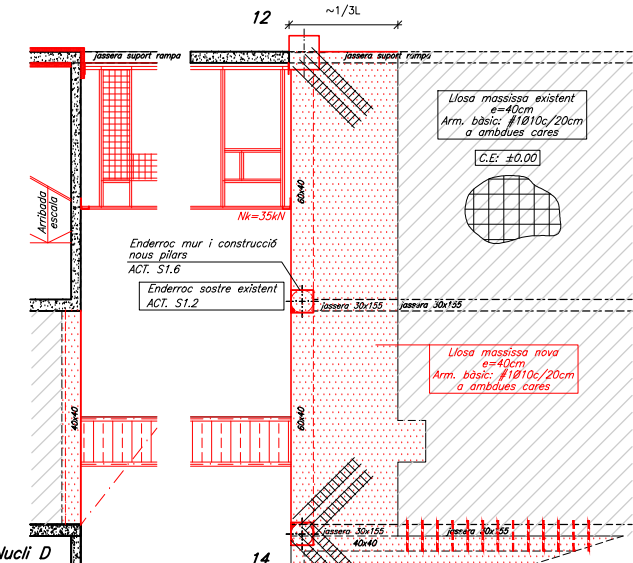 12
~1/3L
jassera suport rampa
jassera suport rampa
Llosa massissa existent
e=40cm
Arm. bàsic: #1Ø10c/20cm
a ambdues cares
C.E: ±0.00
Arribada
escala
60x40
Nk=35kN
Enderroc mur i construcció
nous pilars
ACT. S1.6
Enderroc sostre existent
ACT. S1.2
jassera 30x155
jassera 30x155
Llosa massissa nova
e=40cm
Arm. bàsic: #1Ø10c/20cm
a ambdues cares
40x40
60x40
jassera 30x155
jassera 30x155
40x40
Nucli D
14